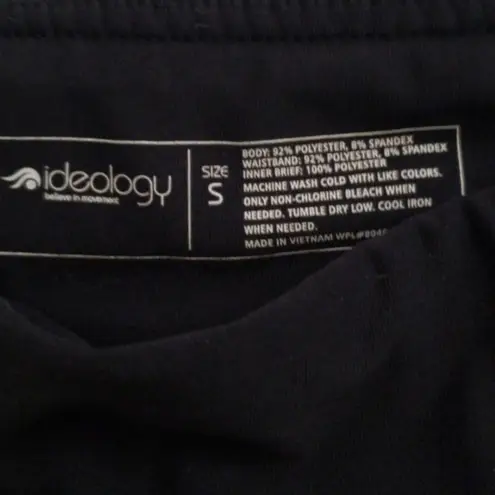 ideology
believe in movement
SIZE
S
BODY: 92% POLYESTER, 8% SPANDEX
WAISTBAND: 92% POLYESTER, 8% SPANDEX
INNER BRIEF: 100% POLYESTER
MACHINE WASH COLD WITH LIKE COLORS.
ONLY NON-CHLORINE BLEACH WHEN
NEEDED. TUMBLE DRY LOW. COOL IRON
WHEN NEEDED.
MADE IN VIETNAM